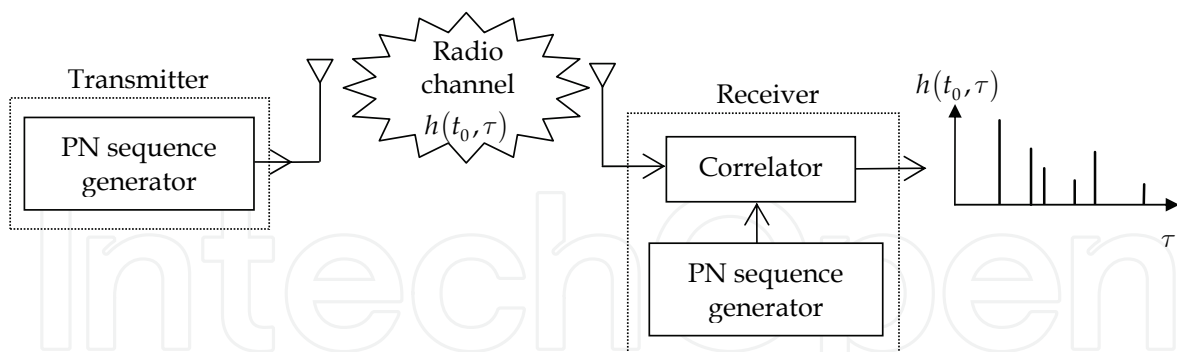 Transmitter
PN sequence
generator
Radio
channel
h(t₀,τ)
Receiver
Correlator
PN sequence
generator
h(t₀,τ)
τ
IntechOpen